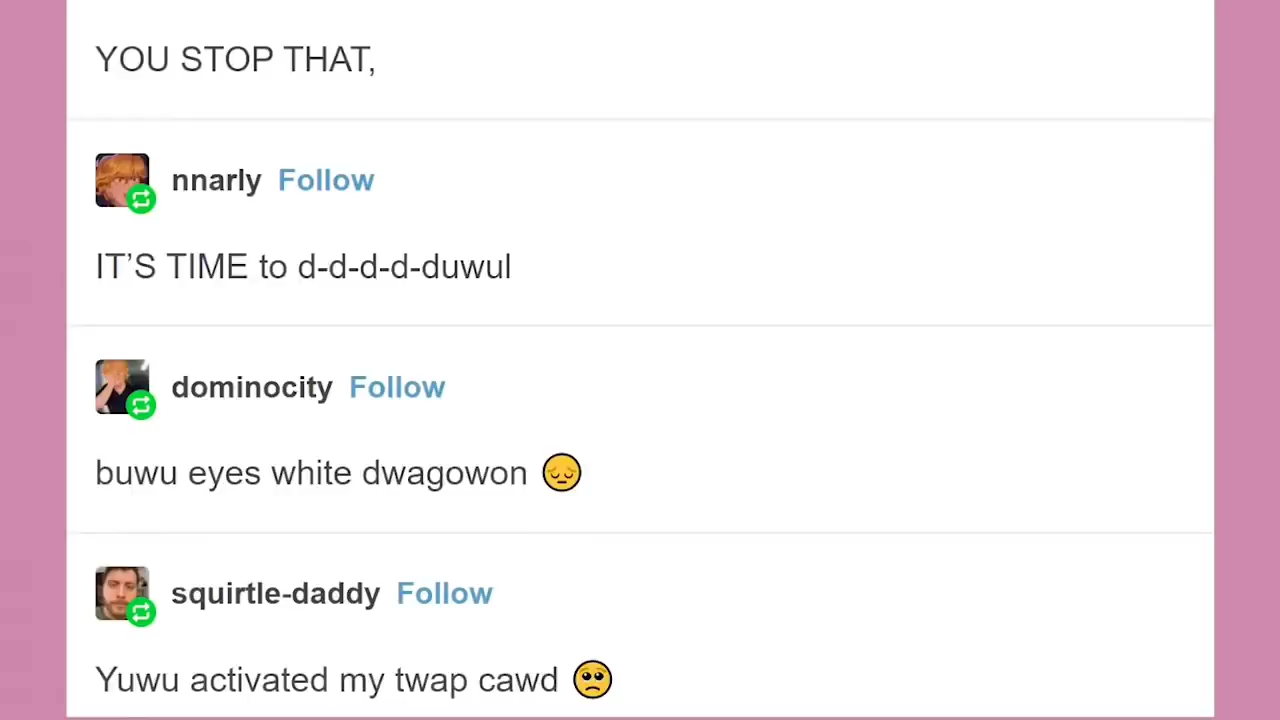 YOU STOP THAT,
nnarly Follow
IT’S TIME to d-d-d-d-duwul
dominocity Follow
buwu eyes white dwagowon 😔
squirtle-daddy Follow
Yuwu activated my twap cawd 🥺